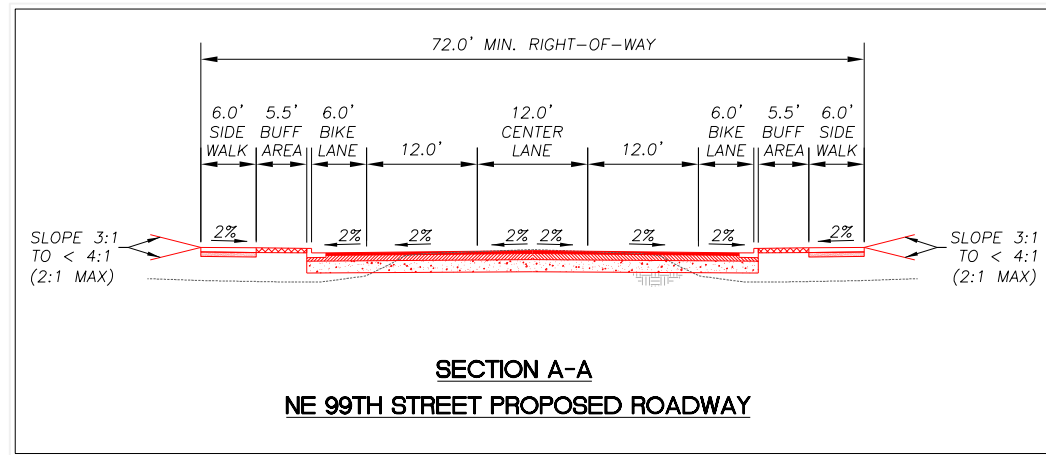 72.0' MIN. RIGHT-OF-WAY
6.0' SIDE WALK
5.5' BUFF AREA
6.0' BIKE LANE
12.0'
12.0' CENTER LANE
12.0'
6.0' BIKE LANE
5.5' BUFF AREA
6.0' SIDE WALK
2%
2%
2%
2%
2%
2%
2%
2%
SLOPE 3:1
TO < 4:1
(2:1 MAX)
SLOPE 3:1
TO < 4:1
(2:1 MAX)
SECTION A-A
NE 99TH STREET PROPOSED ROADWAY